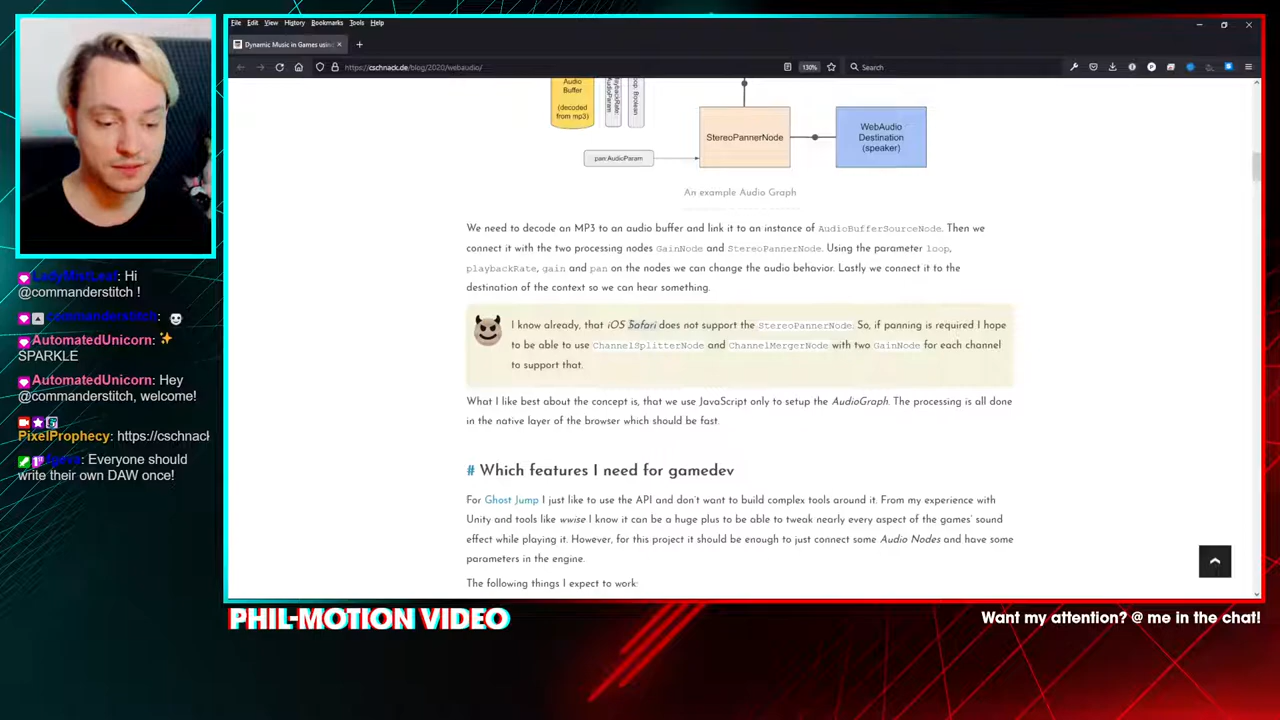 File Edit View History Bookmarks Tools Help
Dynamic Music in Games usin
https://cschnack.de/blog/2020/webaudio/
130%
Search
Audio
Buffer
(decoded
from mp3)
AudioParam
StereoPannerNode
WebAudio
Destination
(speaker)
pan:AudioParam
An example Audio Graph
We need to decode an MP3 to an audio buffer and link it to an instance of AudioBufferSourceNode. Then we
connect it with the two processing nodes GainNode and StereoPannerNode. Using the parameter loop,
playbackRate, gain and pan on the nodes we can change the audio behavior. Lastly we connect it to the
destination of the context so we can hear something.
I know already, that iOS Safari does not support the StereoPannerNode. So, if panning is required I hope
to be able to use ChannelSplitterNode and ChannelMergerNode with two GainNode for each channel
to support that.
What I like best about the concept is, that we use JavaScript only to setup the AudioGraph. The processing is all done
in the native layer of the browser which should be fast.
# Which features I need for gamedev
For Ghost Jump I just like to use the API and don't want to build complex tools around it. From my experience with
Unity and tools like wwise I know it can be a huge plus to be able to tweak nearly every aspect of the games' sound
effect while playing it. However, for this project it should be enough to just connect some Audio Nodes and have some
parameters in the engine.
The following things I expect to work:
LadyMistLeaf: Hi
@commanderstitch !
commanderstitch:
AutomatedUnicorn:
SPARKLE
AutomatedUnicorn: Hey
@commanderstitch, welcome!
PixelProphecy: https://cschnack
Everyone should
write their own DAW once!
PHIL-MOTION VIDEO
Want my attention? @ me in the chat!